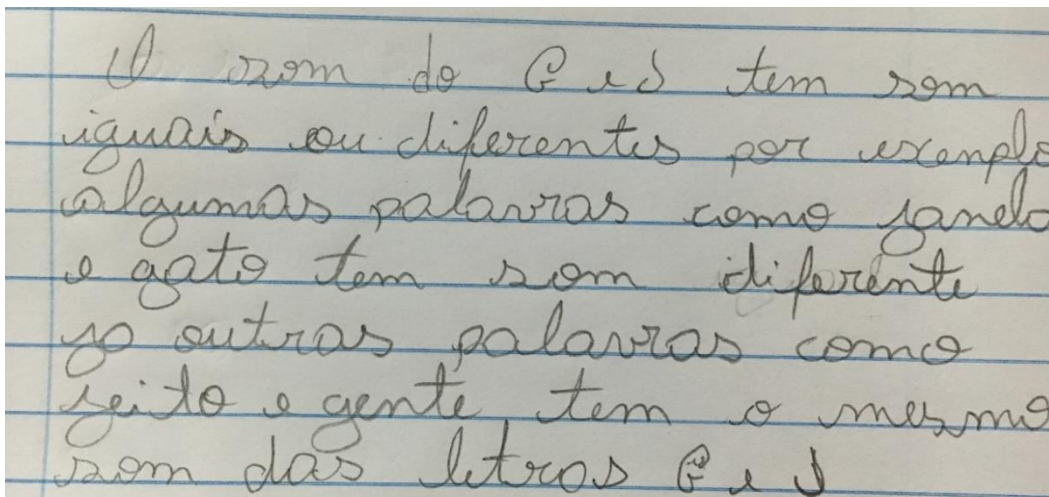 O som do G e J tem som
iguais ou diferentes por exemplo
algumas palavras como janela
e gato tem som diferente
ja outras palavras como
jeito e gente tem o mesmo
som das letras G e J